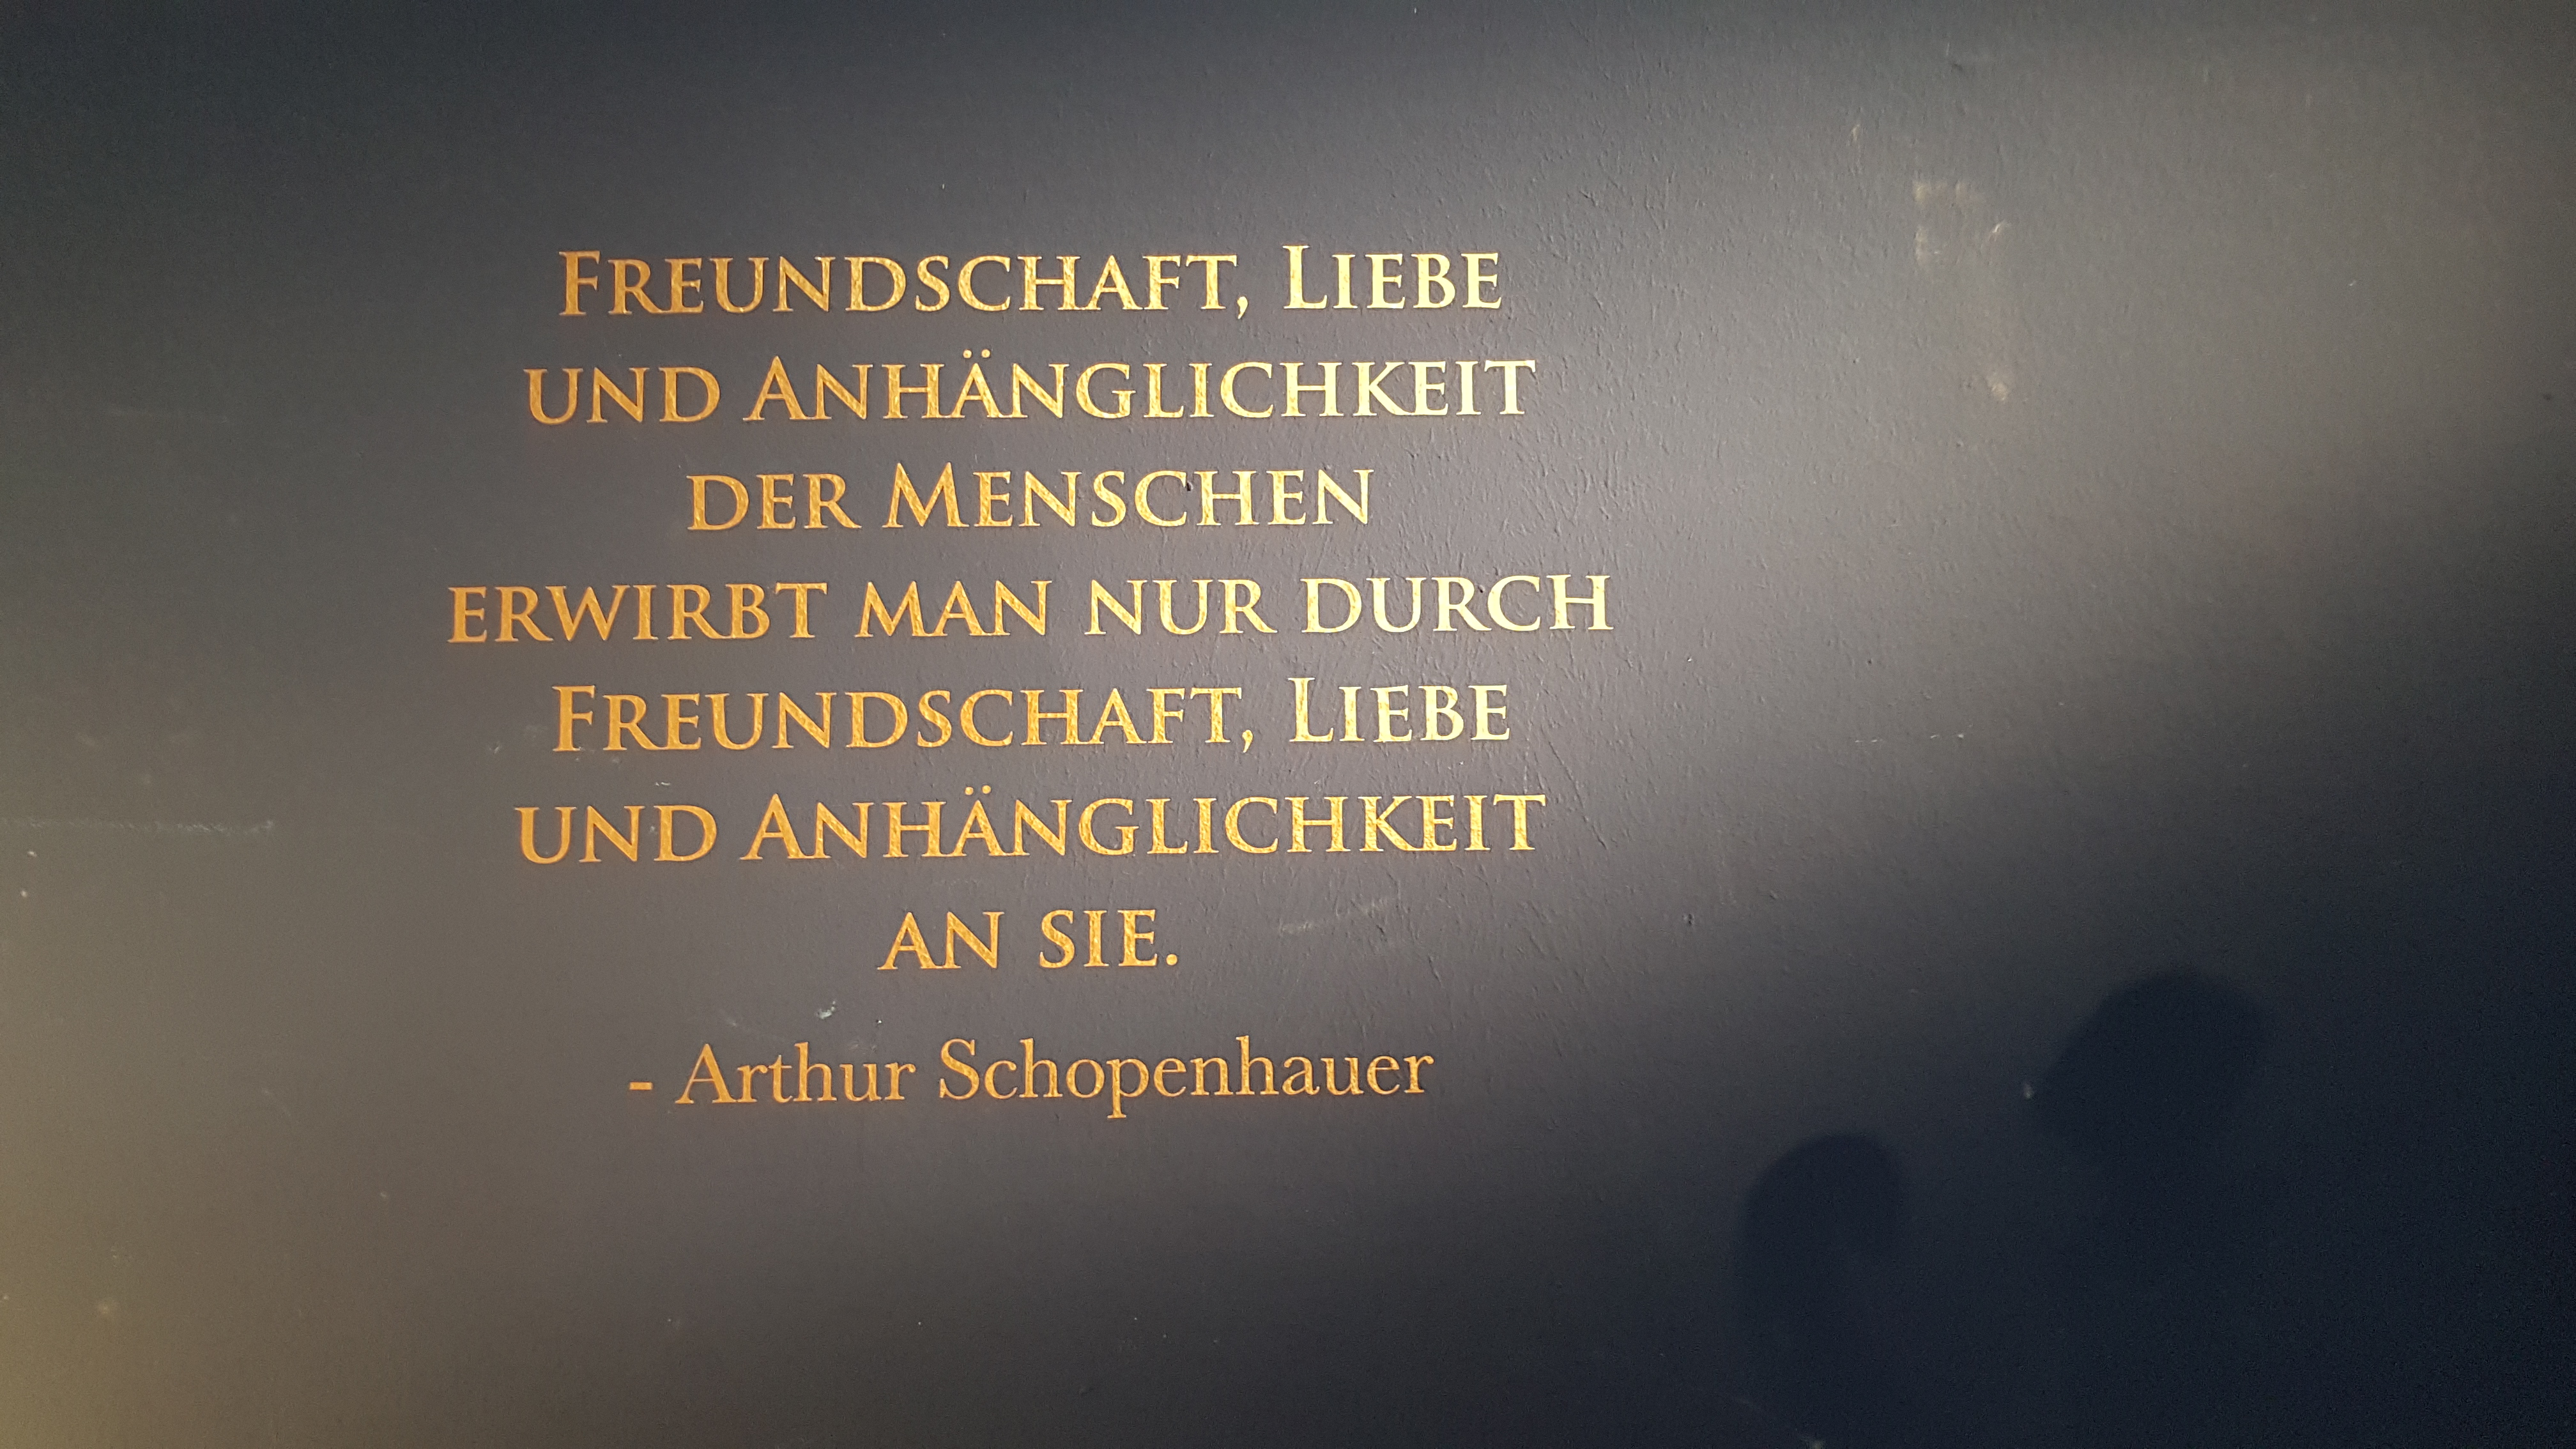 Freundschaft, Liebe
und Anhänglichkeit
der Menschen
erwirbt man nur durch
Freundschaft, Liebe
und Anhänglichkeit
an sie.
- Arthur Schopenhauer